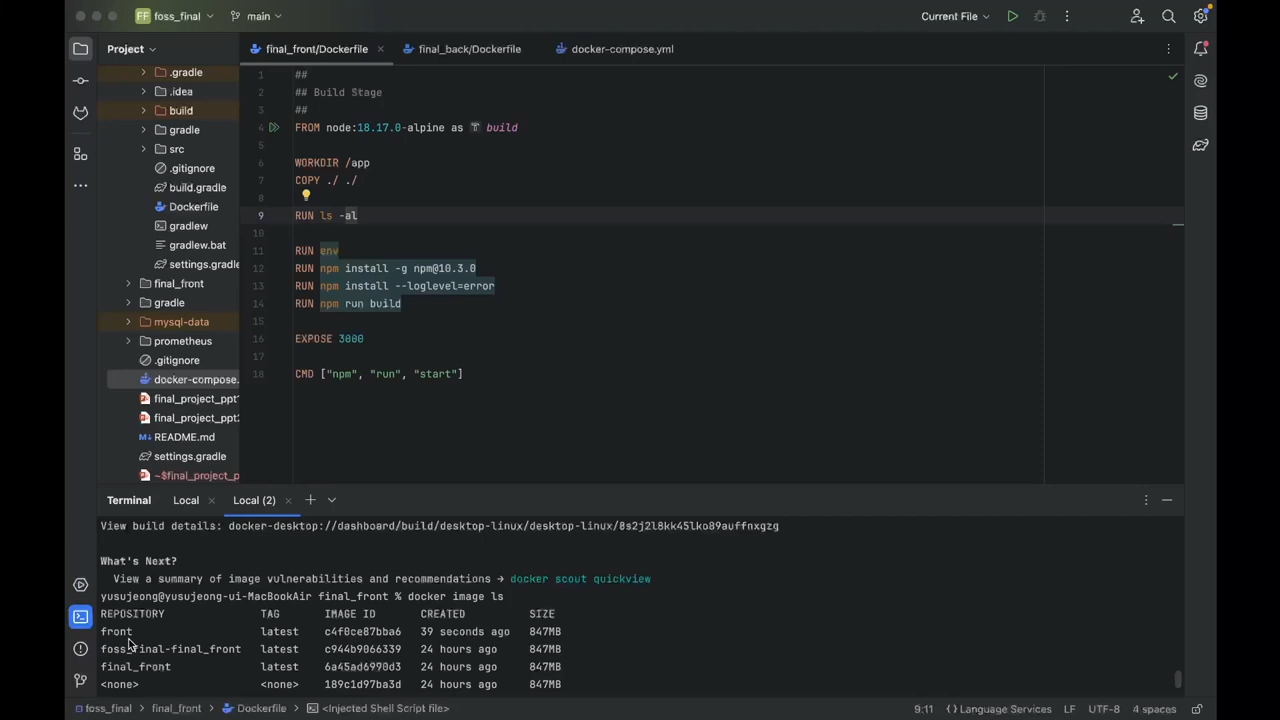 FF foss_final main Current File
Project
final_front/Dockerfile final_back/Dockerfile docker-compose.yml
.gradle
.idea
build
gradle
src
.gitignore
build.gradle
Dockerfile
gradlew
gradlew.bat
settings.gradle
final_front
gradle
mysql-data
prometheus
.gitignore
docker-compose.
final_project_ppt1
final_project_ppt2
README.md
settings.gradle
~$final_project_p
1 ##
2 ## Build Stage
3 ##
4 FROM node:18.17.0-alpine as build
5
6 WORKDIR /app
7 COPY ./ ./
8
9 RUN ls -al
10
11 RUN env
12 RUN npm install -g npm@10.3.0
13 RUN npm install --loglevel=error
14 RUN npm run build
15
16 EXPOSE 3000
17
18 CMD ["npm", "run", "start"]
Terminal Local Local (2)
View build details: docker-desktop://dashboard/build/desktop-linux/desktop-linux/8s2j2l8kk45lko89auffnxgzg
What's Next?
View a summary of image vulnerabilities and recommendations → docker scout quickview
yusujeong@yusujeong-ui-MacBookAir final_front % docker image ls
REPOSITORY TAG IMAGE ID CREATED SIZE
front latest c4f0ce87bba6 39 seconds ago 847MB
foss_final-final_front latest c944b9066339 24 hours ago 847MB
final_front latest 6a45ad6990d3 24 hours ago 847MB
<none> <none> 189c1d97ba3d 24 hours ago 847MB
foss_final final_front Dockerfile <Injected Shell Script file> 9:11 Language Services LF UTF-8 4 spaces